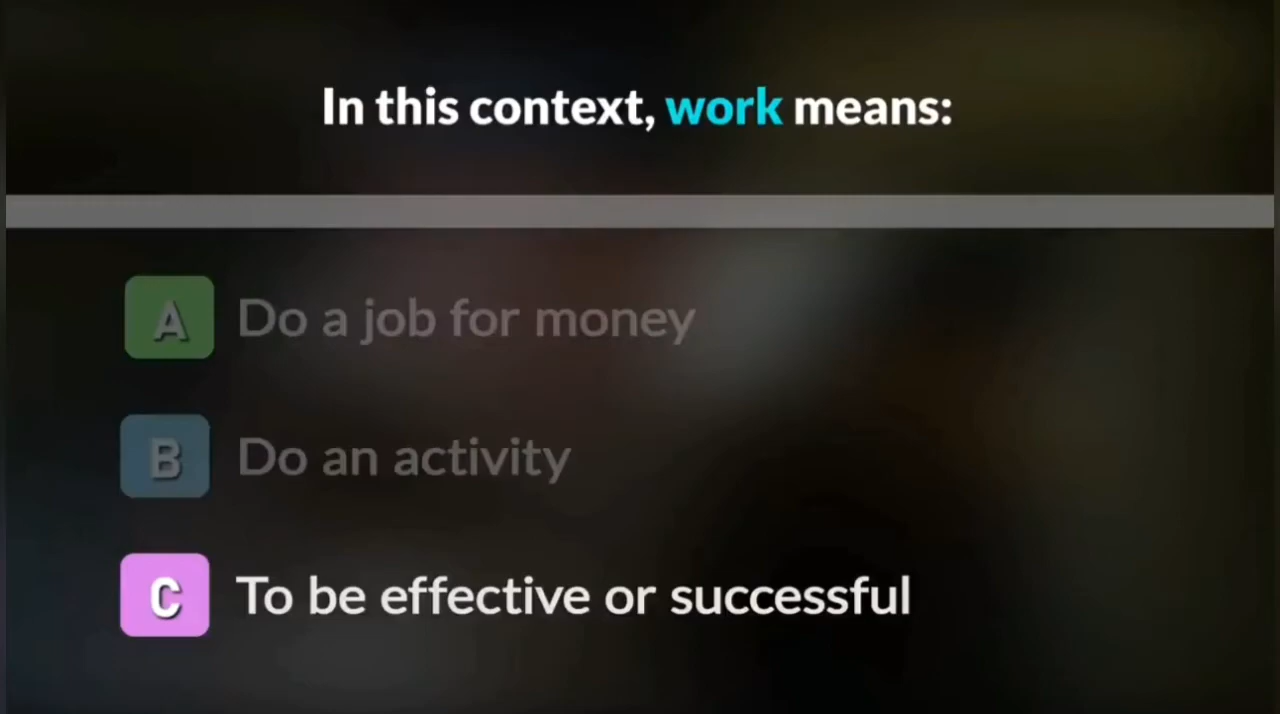 In this context, work means:
A Do a job for money
B Do an activity
C To be effective or successful